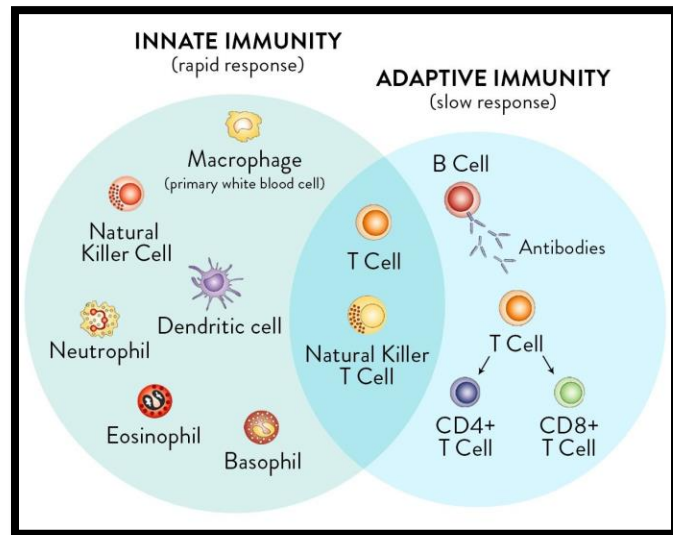 INNATE IMMUNITY
(rapid response)
ADAPTIVE IMMUNITY
(slow response)
Macrophage
(primary white blood cell)
Natural
Killer Cell
Dendritic cell
Neutrophil
Eosinophil
Basophil
T Cell
Natural Killer
T Cell
B Cell
Antibodies
T Cell
CD4+
T Cell
CD8+
T Cell